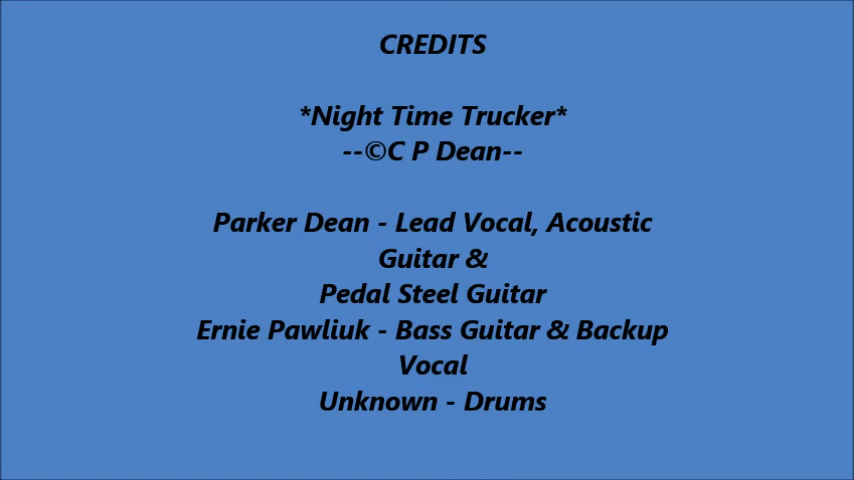 CREDITS
*Night Time Trucker*
--©C P Dean--
Parker Dean - Lead Vocal, Acoustic
Guitar &
Pedal Steel Guitar
Ernie Pawliuk - Bass Guitar & Backup
Vocal
Unknown - Drums